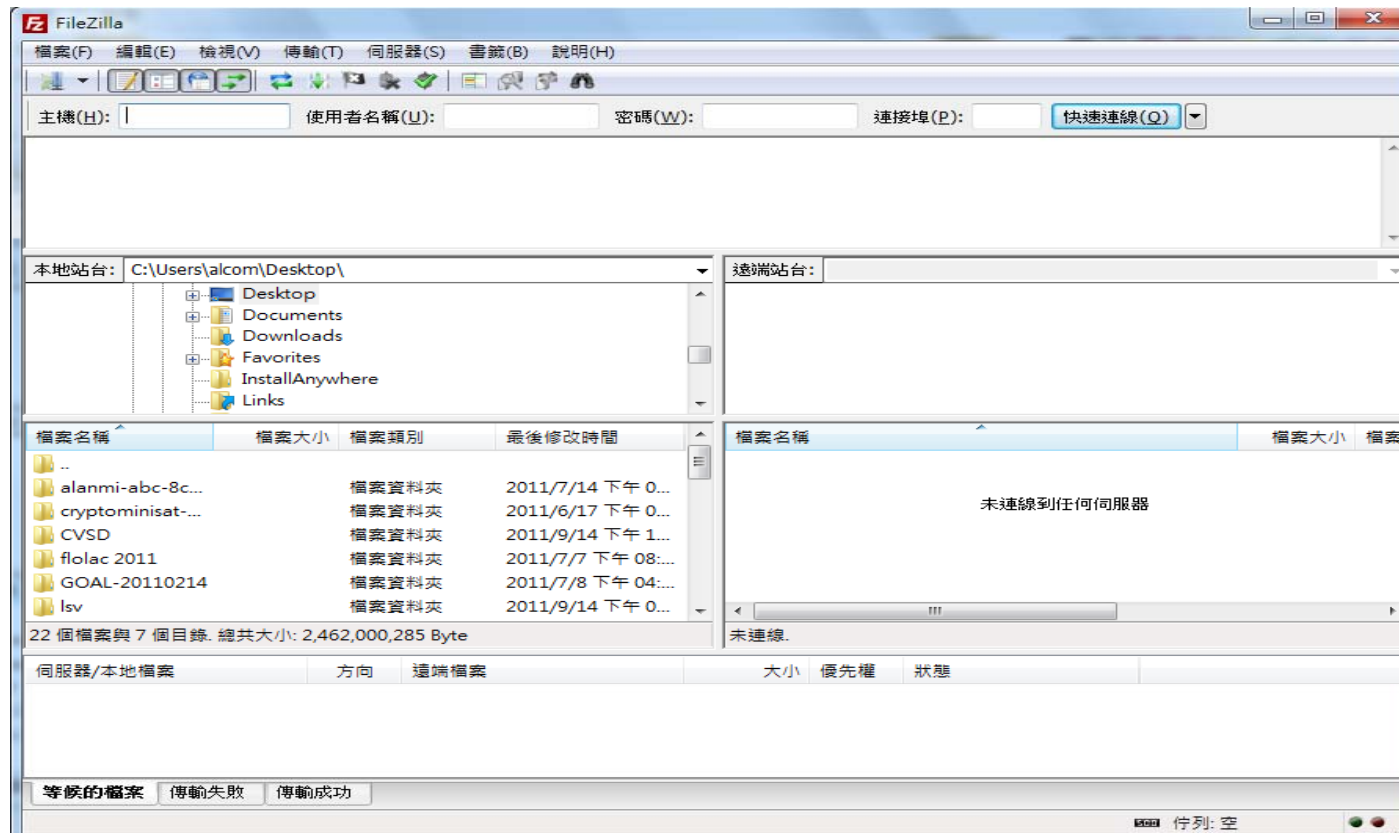 FileZilla
檔案(F) 編輯(E) 檢視(V) 傳輸(T) 伺服器(S) 書籤(B) 說明(H)
主機(H): 使用者名稱(U): 密碼(W): 連接埠(P): 快速連線(Q)
本地站台: C:\Users\alcom\Desktop\ 遠端站台:
Desktop
Documents
Downloads
Favorites
InstallAnywhere
Links
檔案名稱 檔案大小 檔案類別 最後修改時間 檔案名稱 檔案大小 檔案
..
alanmi-abc-8c... 檔案資料夾 2011/7/14 下午 0...
cryptominisat-... 檔案資料夾 2011/6/17 下午 0...
未連線到任何伺服器
CVSD 檔案資料夾 2011/9/14 下午 1...
flolac 2011 檔案資料夾 2011/7/7 下午 08:...
GOAL-20110214 檔案資料夾 2011/7/8 下午 04:...
lsv 檔案資料夾 2011/9/14 下午 0...
22 個檔案與 7 個目錄. 總共大小: 2,462,000,285 Byte 未連線.
伺服器/本地檔案 方向 遠端檔案 大小 優先權 狀態
等候的檔案 傳輸失敗 傳輸成功
佇列: 空